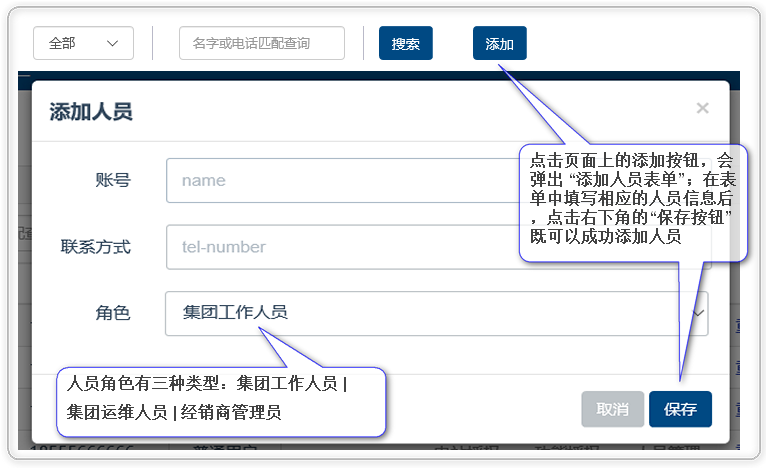 全部
名字或电话匹配查询
搜索
添加
添加人员
×
点击页面上的添加按钮，会
弹出 “添加人员表单”；在表
单中填写相应的人员信息后
，点击右下角的“保存按钮”
既可以成功添加人员
账号
name
联系方式
tel-number
角色
集团工作人员
人员角色有三种类型：集团工作人员 |
集团运维人员 | 经销商管理员
取消
保存